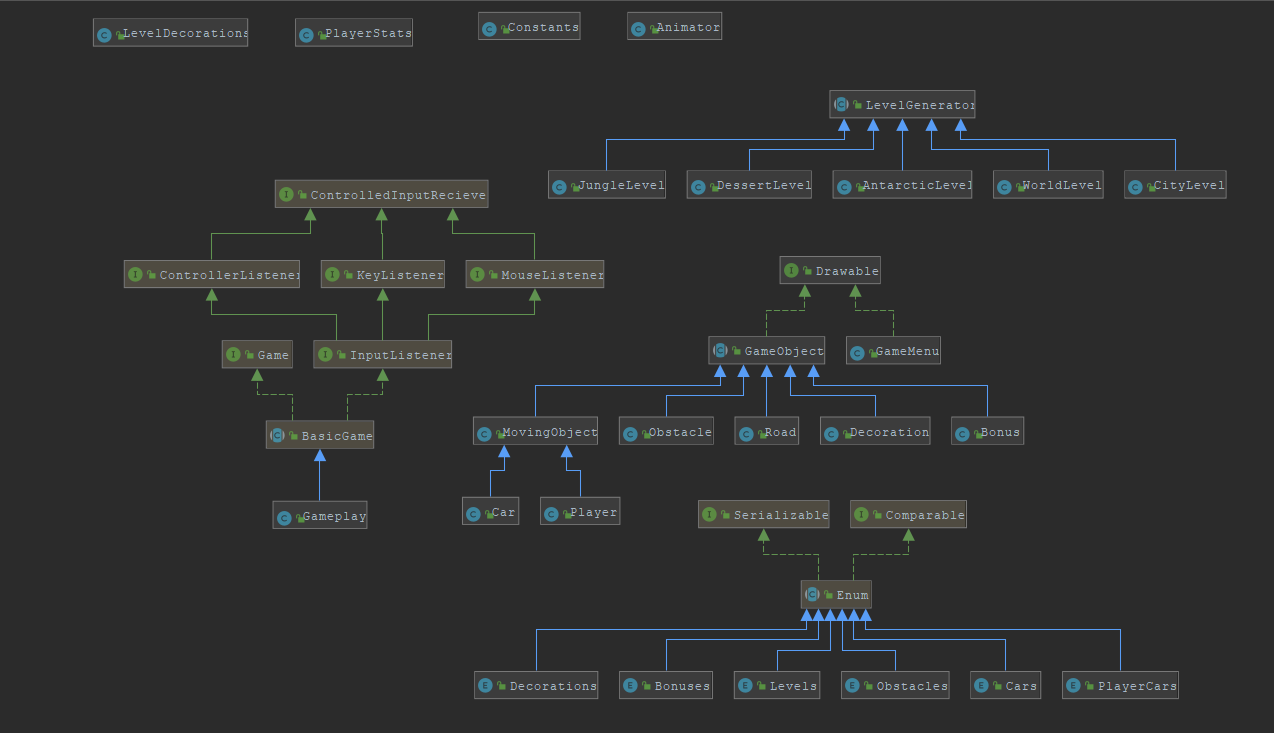 LevelDecorations
PlayerStats
Constants
Animator
LevelGenerator
JungleLevel
DessertLevel
AntarcticLevel
WorldLevel
CityLevel
ControlledInputRecieve
ControllerListener
KeyListener
MouseListener
Drawable
Game
InputListener
GameObject
GameMenu
BasicGame
MovingObject
Obstacle
Road
Decoration
Bonus
Gameplay
Car
Player
Serializable
Comparable
Enum
Decorations
Bonuses
Levels
Obstacles
Cars
PlayerCars